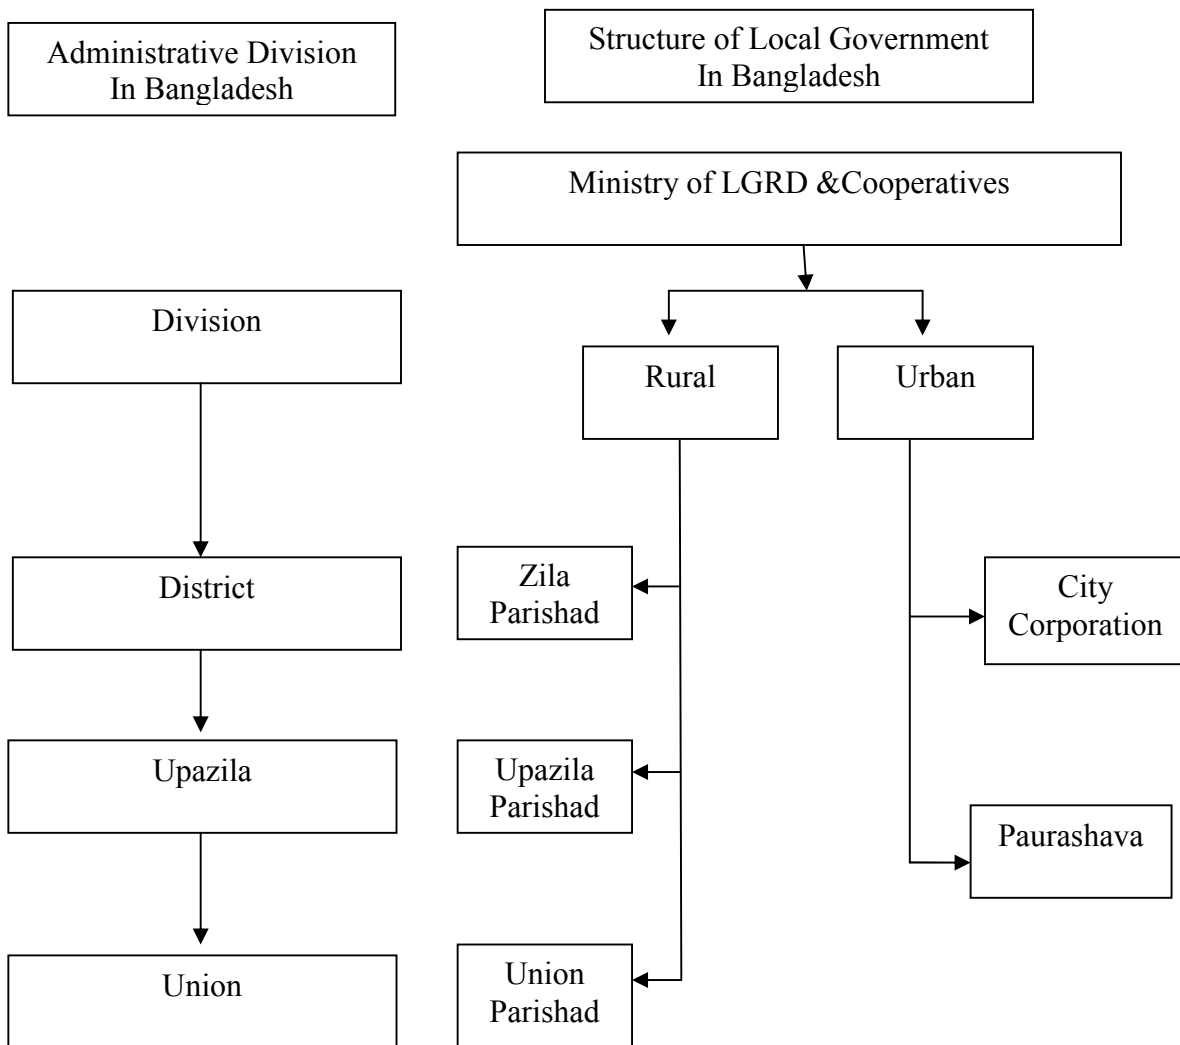 Administrative Division
In Bangladesh
Structure of Local Government
In Bangladesh
Ministry of LGRD &Cooperatives
Division
Rural
Urban
District
Zila
Parishad
City
Corporation
Upazila
Upazila
Parishad
Paurashava
Union
Union
Parishad